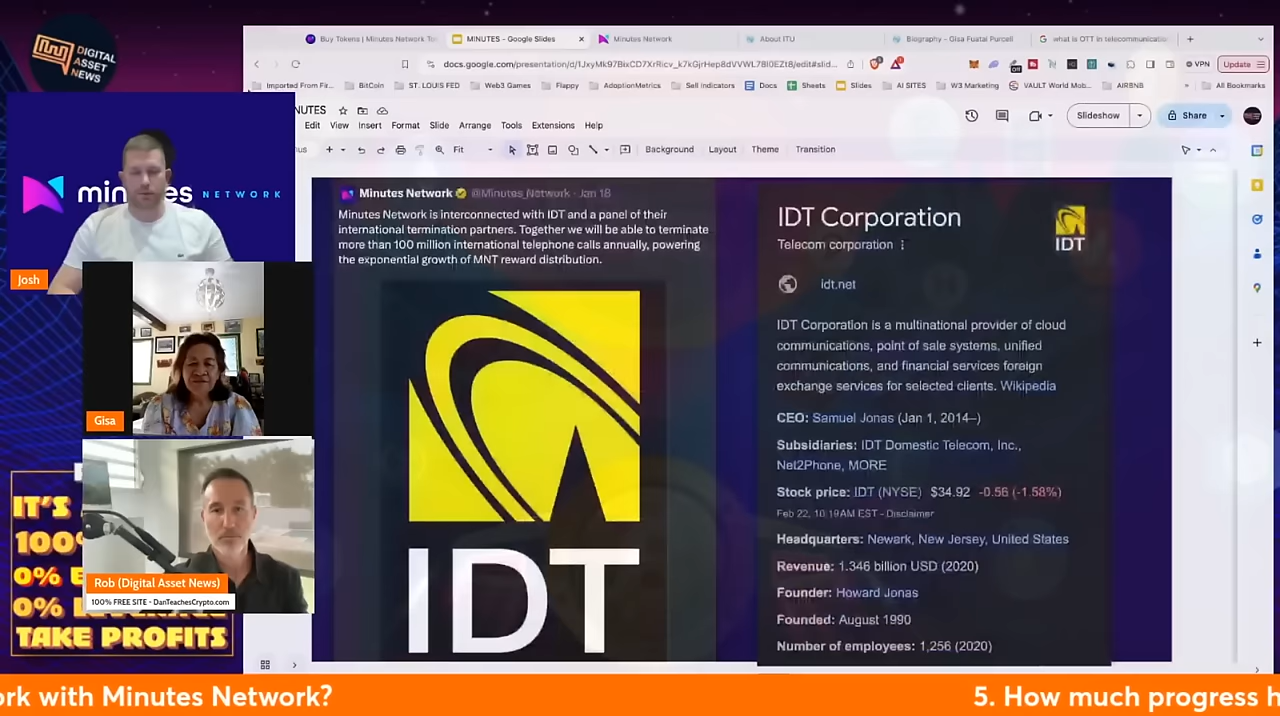 DIGITAL
ASSET
NEWS
Buy Tokens | Minutes Network To
MINUTES - Google Slides
Minutes Network
About ITU
Biography - Gisa Fuatai Purcell
what is OTT in telecommunicatio
docs.google.com/presentation/d/
VPN
Update
Imported From Fir...
BitCoin
ST. LOUIS FED
Web3 Games
Flappy
AdoptionMetrics
Sell Indicators
Docs
Sheets
Slides
AI SITES
W3 Marketing
VAULT World Mob...
AIRBNB
All Bookmarks
NUTES
Edit
View
Insert
Format
Slide
Arrange
Tools
Extensions
Help
Slideshow
Share
Fit
Background
Layout
Theme
Transition
NETWORK
Josh
Gisa
Rob (Digital Asset News)
100% FREE SITE - DanTeachesCrypto.com
IT'S
100%
0%
0%
TAKE PROFITS
Minutes Network @Minutes_Network · Jan 18
Minutes Network is interconnected with IDT and a panel of their
international termination partners. Together we will be able to terminate
more than 100 million international telephone calls annually, powering
the exponential growth of MNT reward distribution.
IDT
IDT Corporation
Telecom corporation
IDT
idt.net
IDT Corporation is a multinational provider of cloud
communications, point of sale systems, unified
communications, and financial services foreign
exchange services for selected clients. Wikipedia
CEO: Samuel Jonas (Jan 1, 2014–)
Subsidiaries: IDT Domestic Telecom, Inc.,
Net2Phone, MORE
Stock price: IDT (NYSE) $34.92 -0.56 (-1.58%)
Feb 22, 10:19 AM EST - Disclaimer
Headquarters: Newark, New Jersey, United States
Revenue: 1.346 billion USD (2020)
Founder: Howard Jonas
Founded: August 1990
Number of employees: 1,256 (2020)
ork with Minutes Network?
5. How much progress h